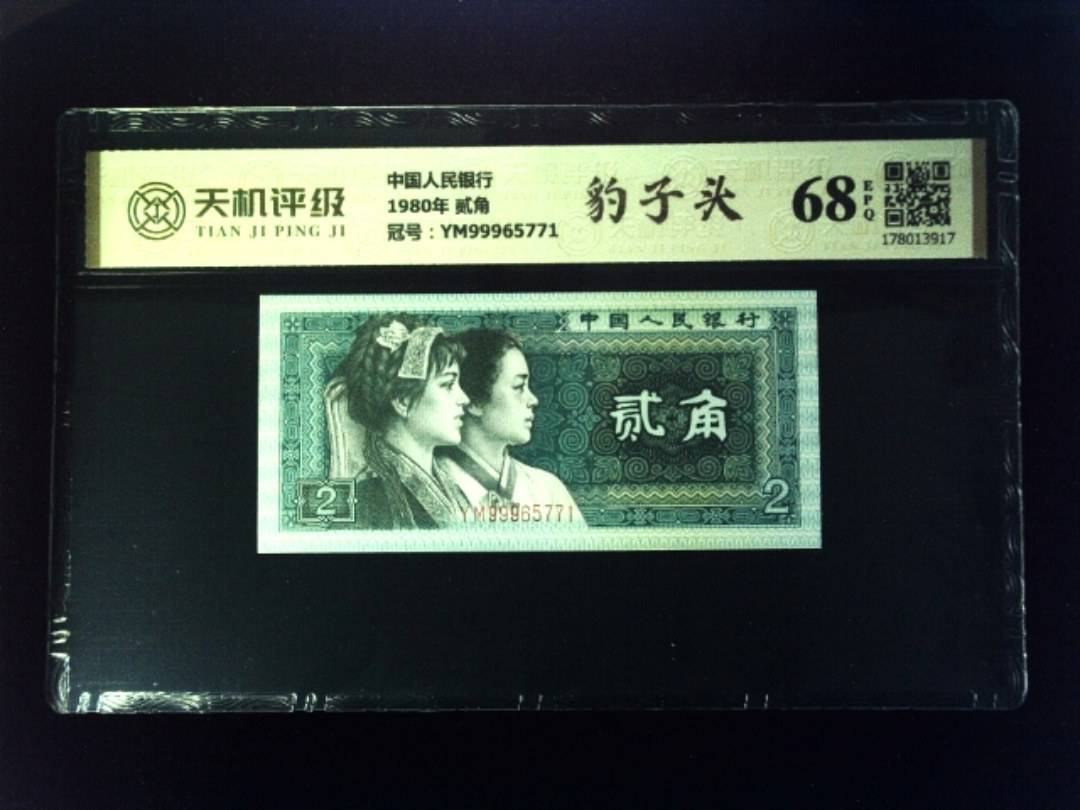 天机评级
TIAN JI PING JI
中国人民银行
1980年 贰角
冠号：YM99965771
豹子头
68
EPQ
178013917
中国人民银行
贰角
2
YM99965771
2